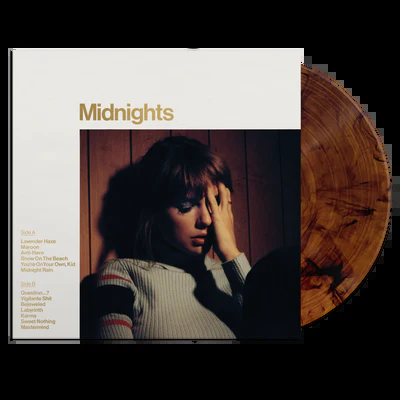 Midnights
Side A
Lavender Haze
Maroon
Anti-Hero
Snow On The Beach
You're On Your Own, Kid
Midnight Rain
Side B
Question...?
Vigilante Shit
Bejeweled
Labyrinth
Karma
Sweet Nothing
Mastermind